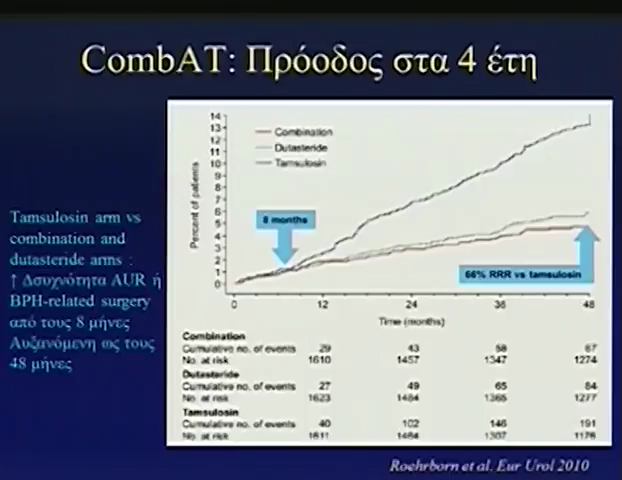 CombAT: Πρόοδος στα 4 έτη
Tamsulosin arm vs
combination and
dutasteride arms :
↑ Δσυχνότητα AUR ή
BPH-related surgery
από τους 8 μήνες
Αυξανόμενη ως τους
48 μήνες
Percent of patients
14
13
12
11
10
9
8
7
6
5
4
3
2
1
0
Combination
Dutasteride
Tamsulosin
8 months
66% RRR vs tamsulosin
0 12 24 36 48
Time (months)
Combination
Cumulative no. of events 29 43 58 67
No. at risk 1610 1457 1347 1274
Dutasteride
Cumulative no. of events 27 49 65 84
No. at risk 1623 1484 1365 1277
Tamsulosin
Cumulative no. of events 40 102 146 191
No. at risk 1611 1464 1307 1176
Roehrborn et al. Eur Urol 2010